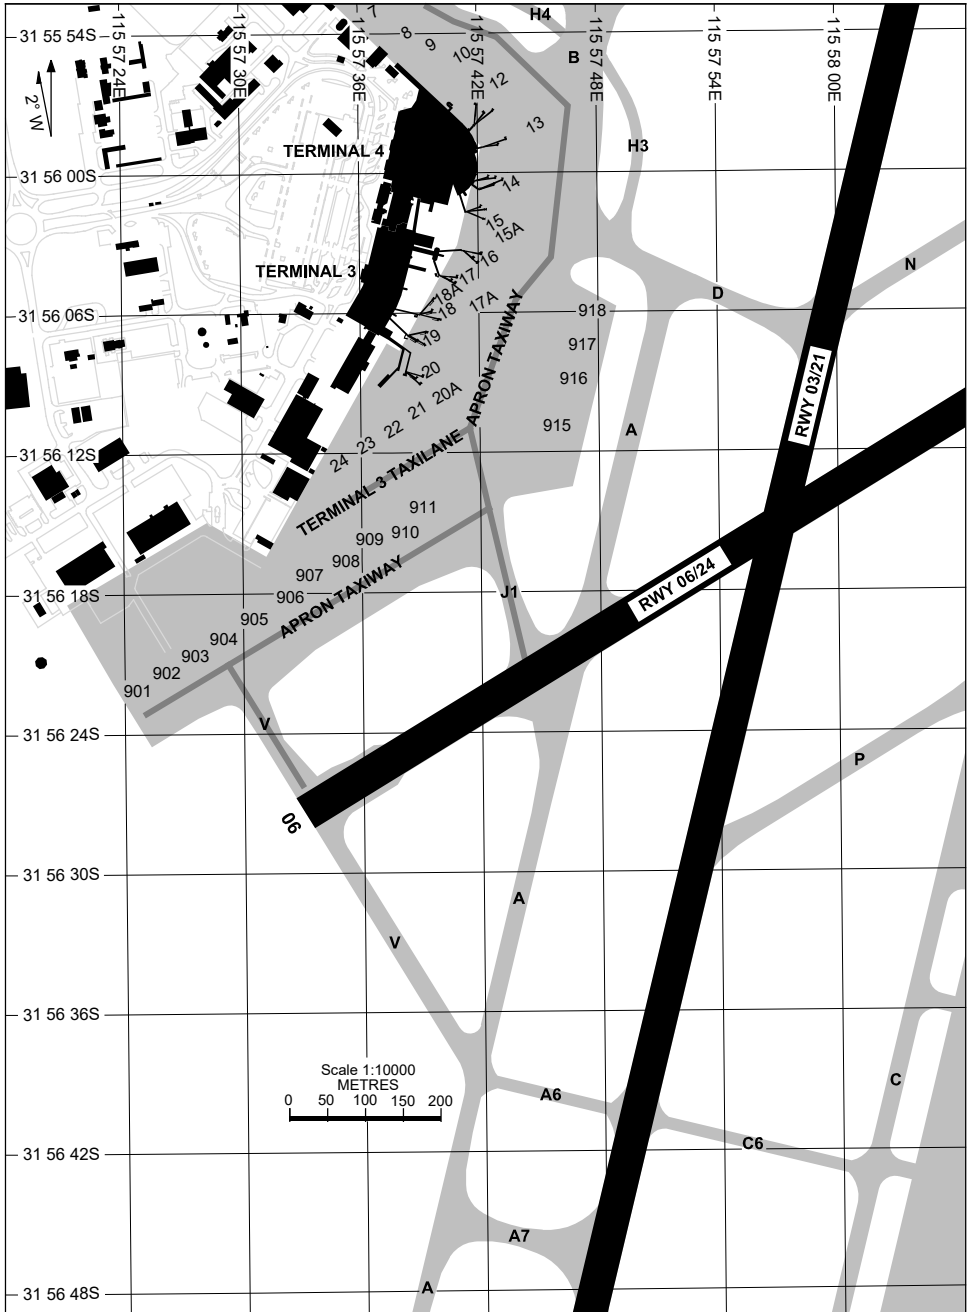 7
H4
31 55 54S
115 57 24E
115 57 30E
115 57 36E
8
9
10
115 57 42E
B
115 57 48E
115 57 54E
115 58 00E
12
2° W
13
TERMINAL 4
H3
31 56 00S
14
15
15A
16
N
TERMINAL 3
17
D
18A
17A
31 56 06S
18
918
19
917
20
916
20A
21
915
22
A
RWY 03/21
APRON TAXIWAY
23
24
31 56 12S
TERMINAL 3 TAXILANE
911
910
909
908
907
APRON TAXIWAY
RWY 06/24
J1
31 56 18S
906
905
904
903
902
901
V
31 56 24S
P
06
31 56 30S
A
V
31 56 36S
Scale 1:10000
METRES
0 50 100 150 200
A6
C
C6
31 56 42S
A7
A
31 56 48S